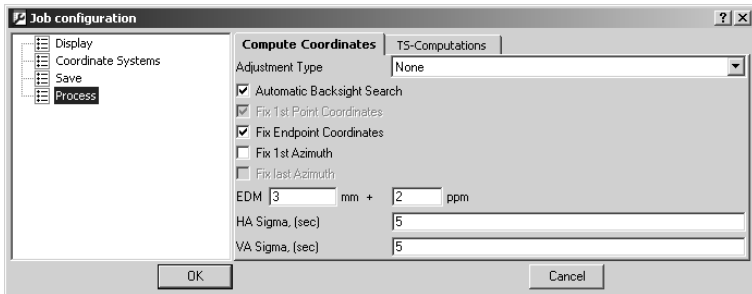 Job configuration
Display
Coordinate Systems
Save
Process
Compute Coordinates TS-Computations
Adjustment Type None
Automatic Backsight Search
Fix 1st Point Coordinates
Fix Endpoint Coordinates
Fix 1st Azimuth
Fix last Azimuth
EDM 3 mm + 2 ppm
HA Sigma, (sec) 5
VA Sigma, (sec) 5
OK Cancel